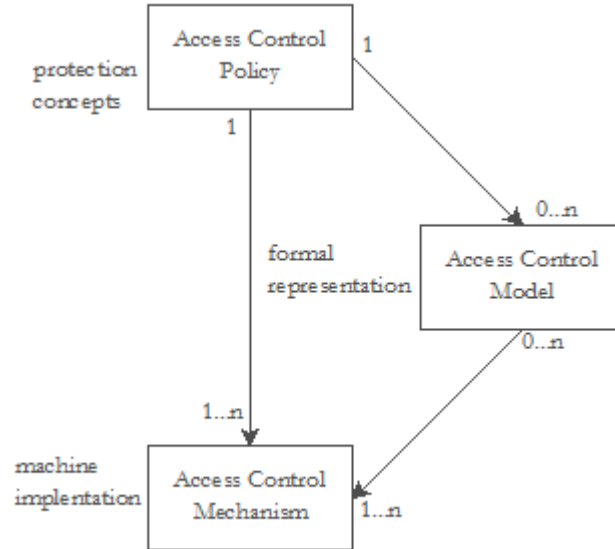 Access Control
Policy
1
protection
concepts
1
0...n
formal
representation
Access Control
Model
0...n
1...n
machine
implentation
Access Control
Mechanism
1...n